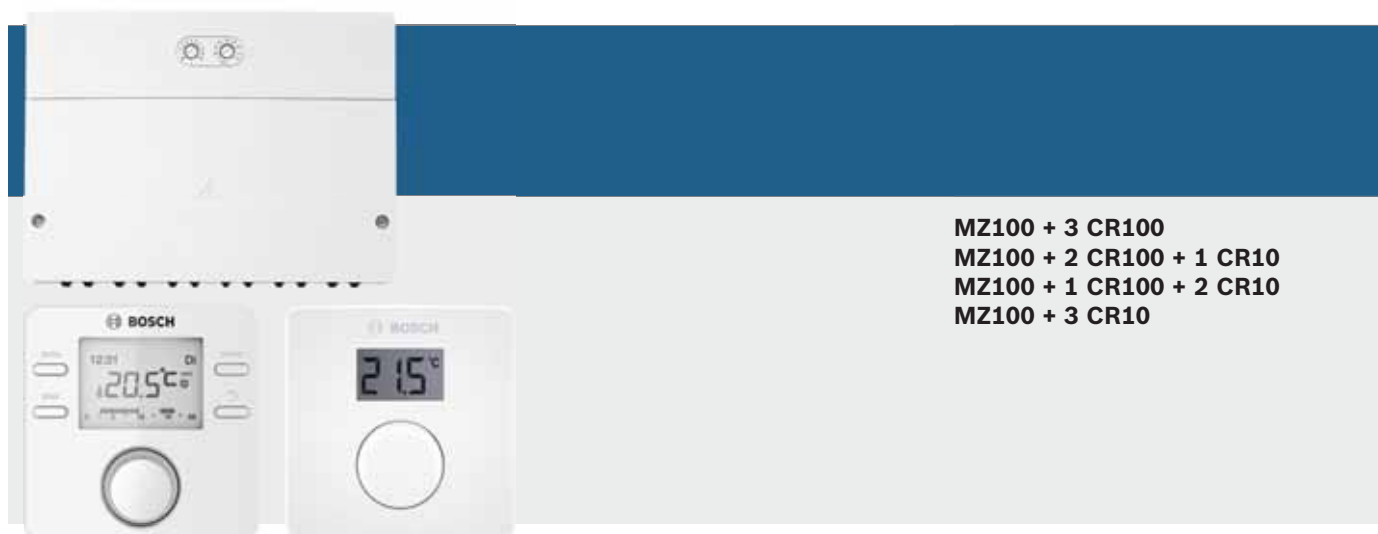 MZ100 + 3 CR100
MZ100 + 2 CR100 + 1 CR10
MZ100 + 1 CR100 + 2 CR10
MZ100 + 3 CR10
BOSCH
12:31 Di
20.5°C
BOSCH
21.5°C